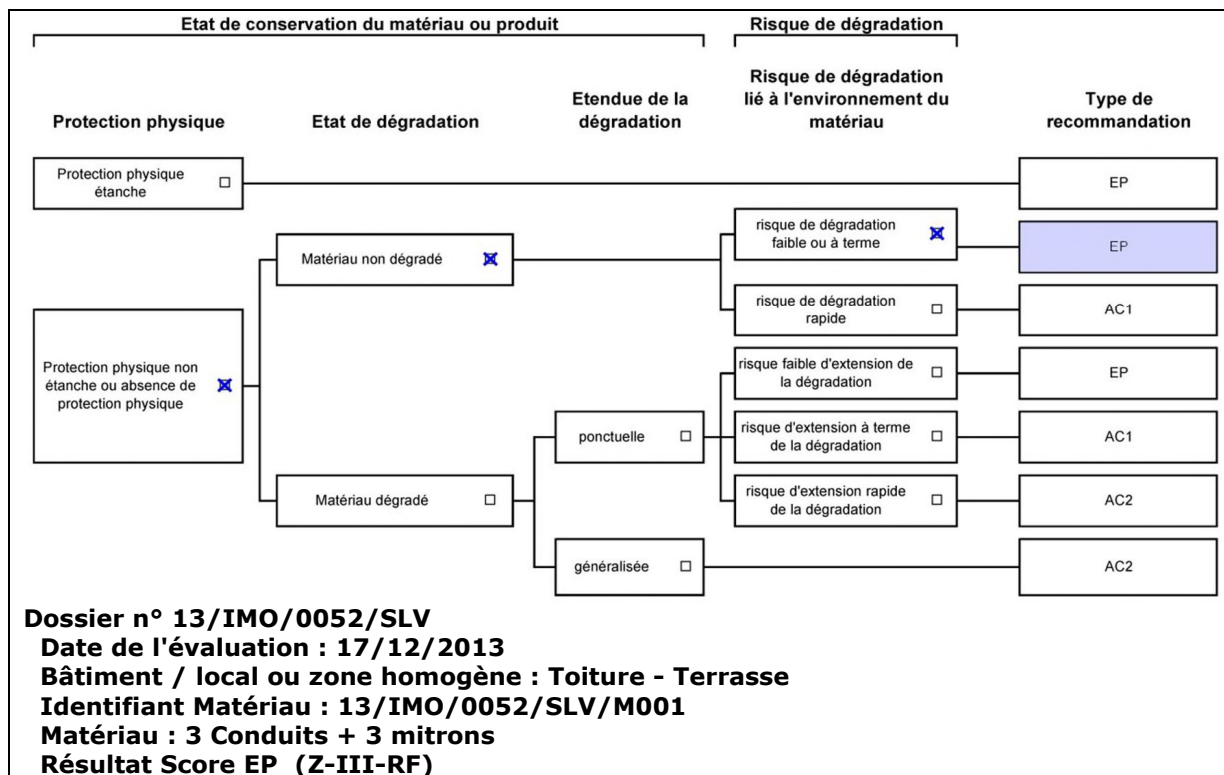 Etat de conservation du matériau ou produit
Risque de dégradation
Protection physique
Etat de dégradation
Etendue de la
dégradation
Risque de dégradation
lié à l'environnement du
matériau
Type de
recommandation
Protection physique
étanche
EP
risque de dégradation
faible ou à terme
EP
Matériau non dégradé
risque de dégradation
rapide
AC1
Protection physique non
étanche ou absence de
protection physique
risque faible d'extension de
la dégradation
EP
ponctuelle
risque d'extension à terme
de la dégradation
AC1
Matériau dégradé
risque d'extension rapide
de la dégradation
AC2
généralisée
AC2
Dossier n° 13/IMO/0052/SLV
Date de l'évaluation : 17/12/2013
Bâtiment / local ou zone homogène : Toiture - Terrasse
Identifiant Matériau : 13/IMO/0052/SLV/M001
Matériau : 3 Conduits + 3 mitrons
Résultat Score EP (Z-III-RF)